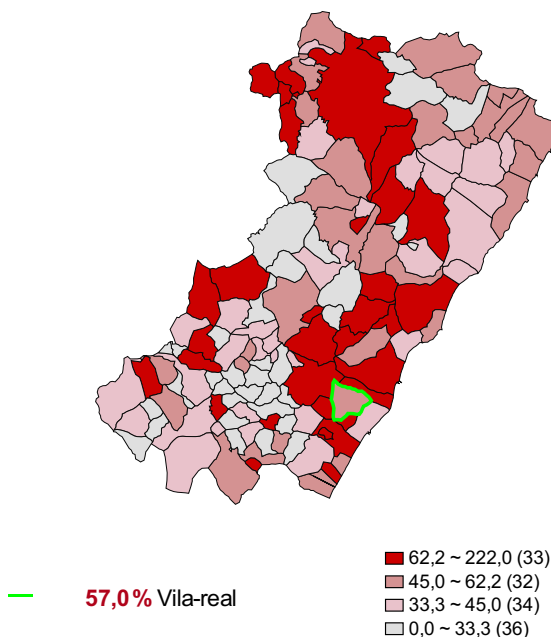 62,2 ~ 222,0 (33)
45,0 ~ 62,2 (32)
57,0 % Vila-real
33,3 ~ 45,0 (34)
0,0 ~ 33,3 (36)